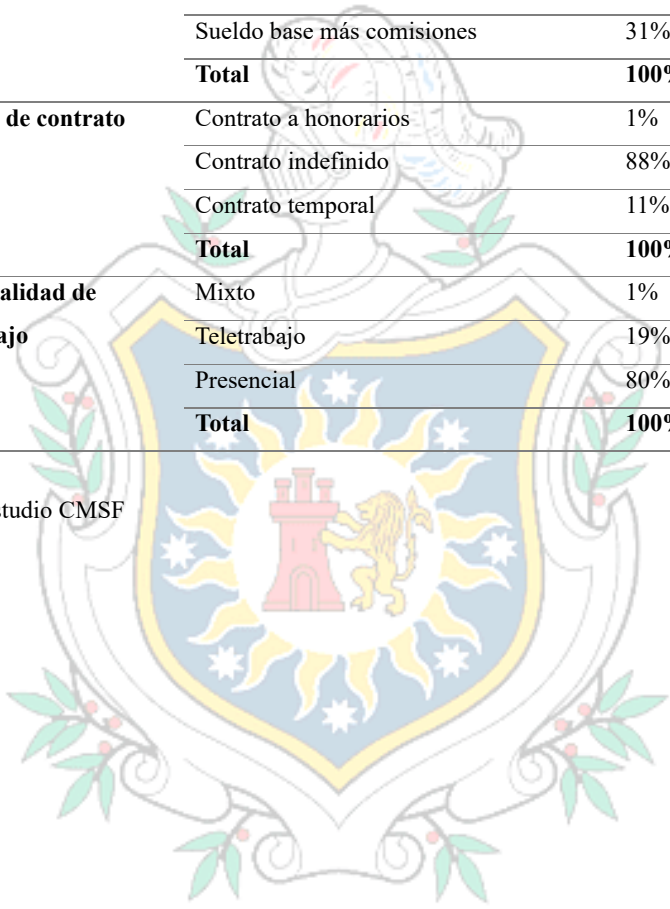 Sueldo base más comisiones 31%
Total 100%
de contrato Contrato a honorarios 1%
Contrato indefinido 88%
Contrato temporal 11%
Total 100%
alidad de Mixto 1%
ajo Teletrabajo 19%
Presencial 80%
Total 100%
studio CMSF